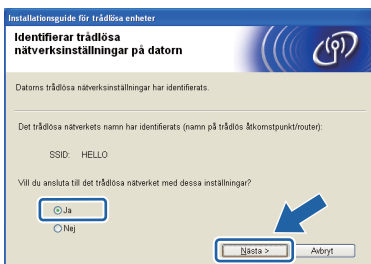 Installationsguide för trådlösa enheter
Identifierar trådlösa
nätverksinställningar på datorn
Datorns trådlösa nätverksinställningar har identifierats.
Det trådlösa nätverkets namn har identifierats (namn på trådlös åtkomstpunkt/router):
SSID: HELLO
Vill du ansluta till det trådlösa nätverket med dessa inställningar?
Ja
Nej
Nästa >
Avbryt